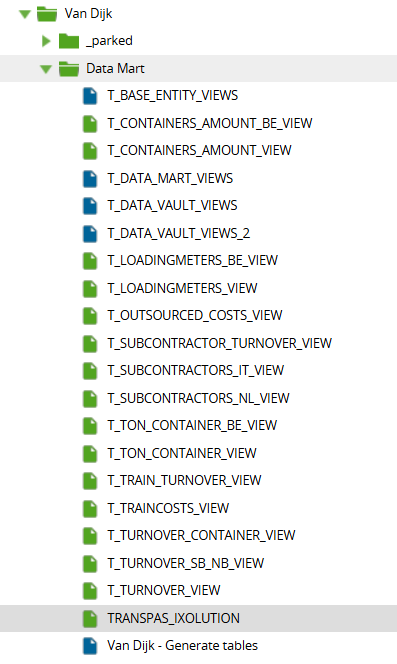 Van Dijk
_parked
Data Mart
T_BASE_ENTITY_VIEWS
T_CONTAINERS_AMOUNT_BE_VIEW
T_CONTAINERS_AMOUNT_VIEW
T_DATA_MART_VIEWS
T_DATA_VAULT_VIEWS
T_DATA_VAULT_VIEWS_2
T_LOADINGMETERS_BE_VIEW
T_LOADINGMETERS_VIEW
T_OUTSOURCED_COSTS_VIEW
T_SUBCONTRACTOR_TURNOVER_VIEW
T_SUBCONTRACTORS_IT_VIEW
T_SUBCONTRACTORS_NL_VIEW
T_TON_CONTAINER_BE_VIEW
T_TON_CONTAINER_VIEW
T_TRAIN_TURNOVER_VIEW
T_TRAINCOSTS_VIEW
T_TURNOVER_CONTAINER_VIEW
T_TURNOVER_SB_NB_VIEW
T_TURNOVER_VIEW
TRANSPAS_IXOLUTION
Van Dijk - Generate tables